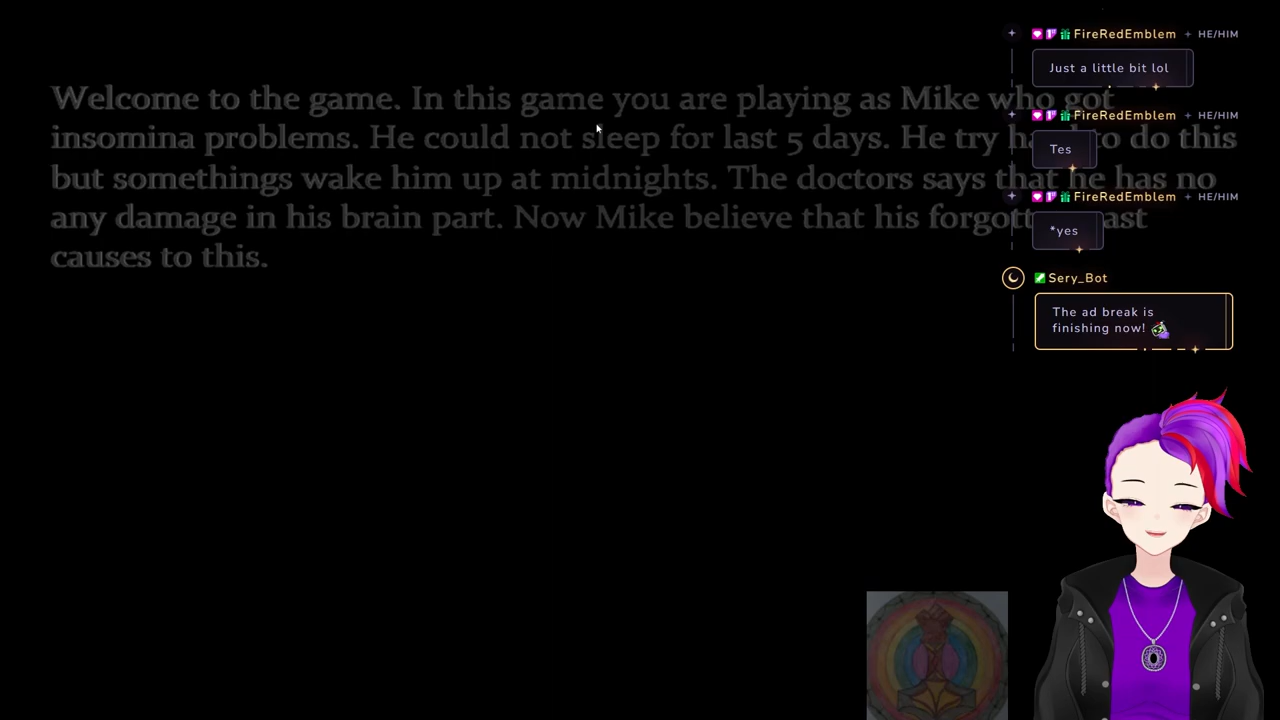 Welcome to the game. In this game you are playing as Mike who got
insomina problems. He could not sleep for last 5 days. He try hard to do this
but somethings wake him up at midnights. The doctors says that he has no
any damage in his brain part. Now Mike believe that his forgotten past
causes to this.
FireRedEmblem HE/HIM
Just a little bit lol
FireRedEmblem HE/HIM
Tes
FireRedEmblem HE/HIM
*yes
Sery_Bot
The ad break is
finishing now!